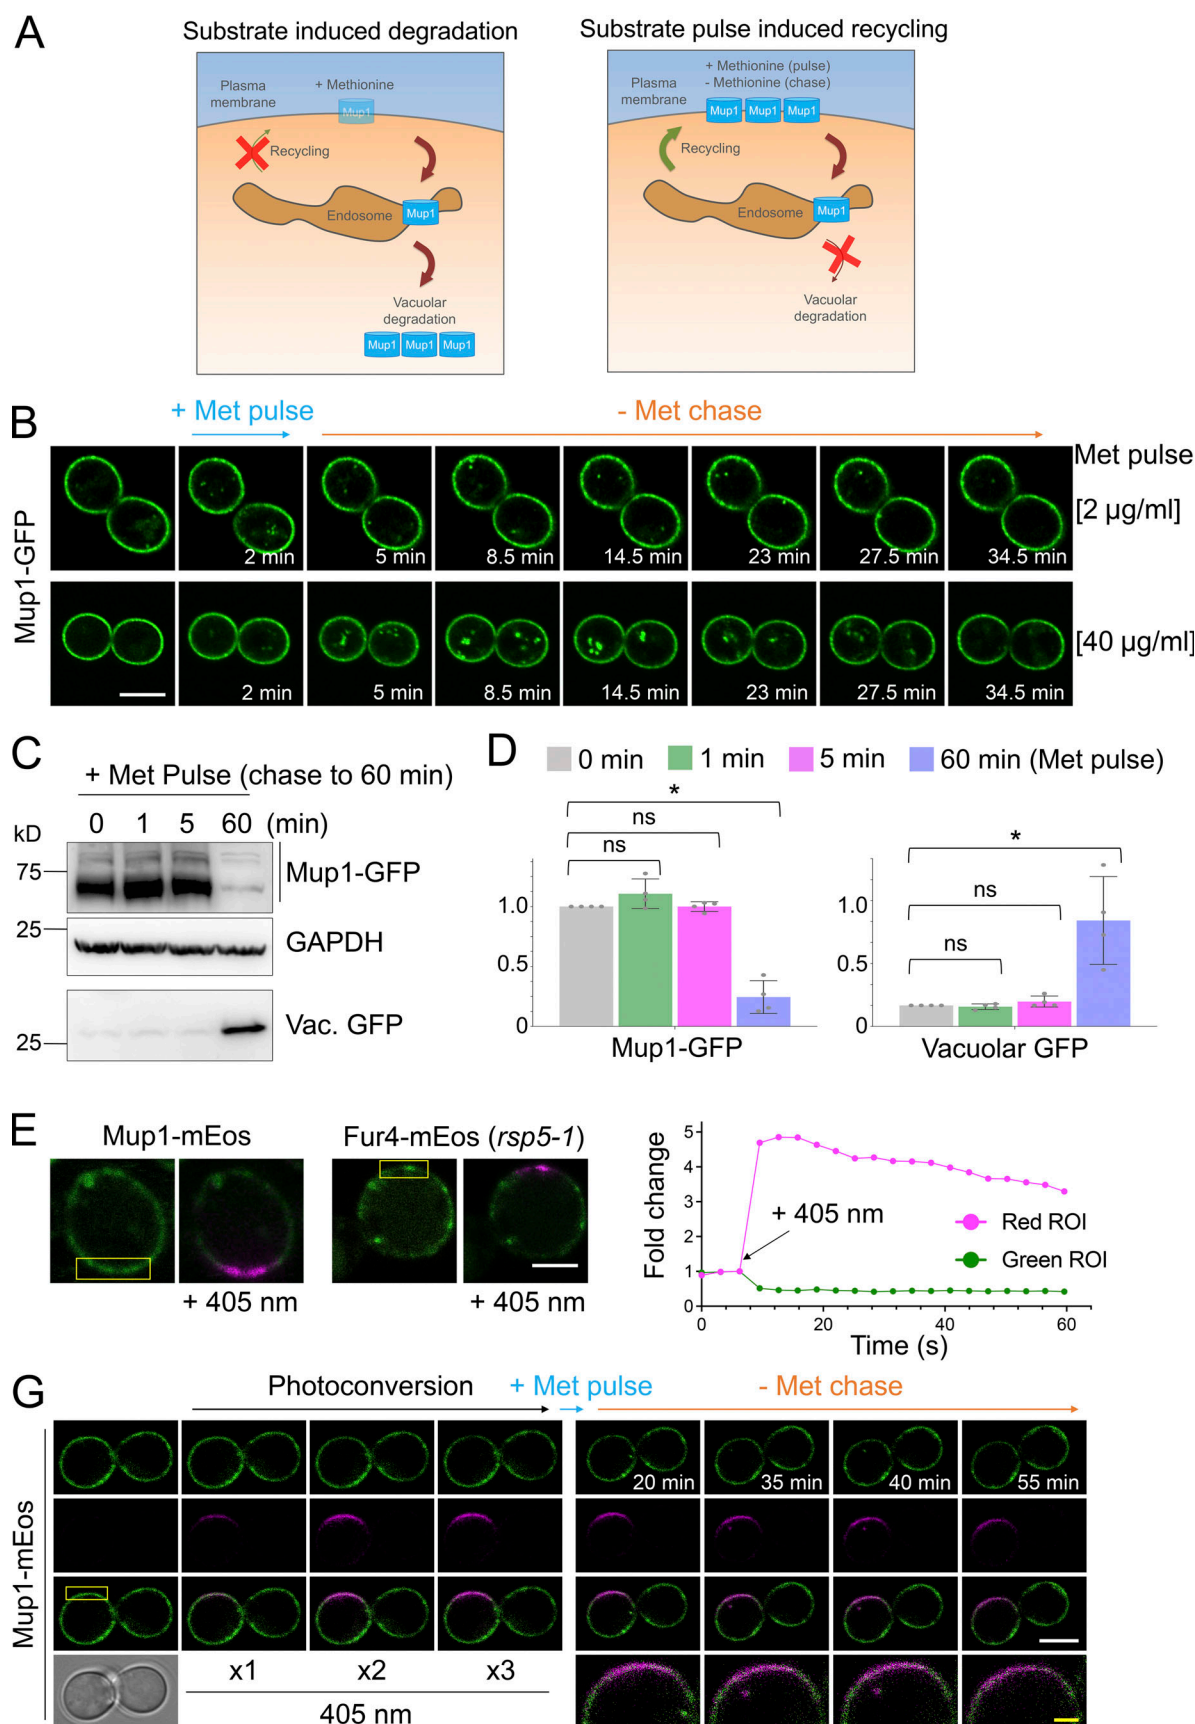 A
Substrate induced degradation
Substrate pulse induced recycling
Plasma
membrane
+ Methionine
Mup1
Recycling
Endosome
Mup1
Vacuolar
degradation
Mup1 Mup1 Mup1
+ Methionine (pulse)
- Methionine (chase)
Plasma
membrane
Mup1 Mup1 Mup1
Recycling
Endosome
Mup1
Vacuolar
degradation
B
+ Met pulse
- Met chase
Met pulse
Mup1-GFP
2 min
5 min
8.5 min
14.5 min
23 min
27.5 min
34.5 min
[2 µg/ml]
2 min
5 min
8.5 min
14.5 min
23 min
27.5 min
34.5 min
[40 µg/ml]
C
+ Met Pulse (chase to 60 min)
kD
0 1 5 60 (min)
75
Mup1-GFP
25
GAPDH
Vac. GFP
25
D
0 min
1 min
5 min
60 min (Met pulse)
*
ns
ns
1.0
0.5
0
Mup1-GFP
*
ns
ns
1.0
0.5
0
Vacuolar GFP
E
Mup1-mEos
Fur4-mEos (rsp5-1)
+ 405 nm
+ 405 nm
Fold change
5
4
3
2
1
0
+ 405 nm
Red ROI
Green ROI
0 20 40 60
Time (s)
G
Photoconversion
+ Met pulse
- Met chase
Mup1-mEos
20 min
35 min
40 min
55 min
x1
x2
x3
405 nm